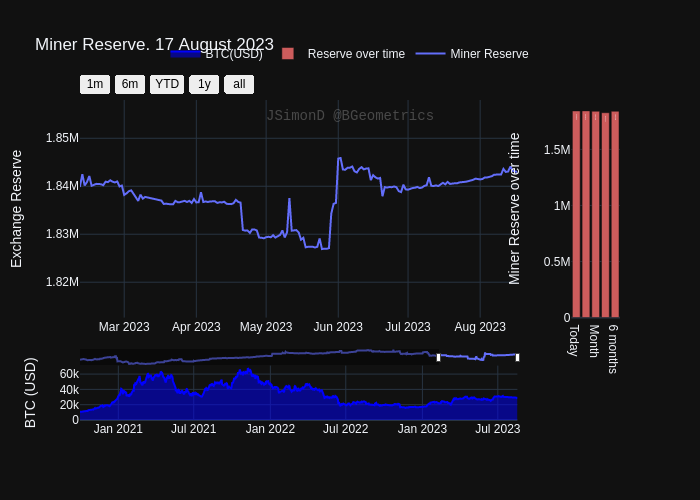 Miner Reserve. 17 August 2023
BTC(USD) Reserve over time Miner Reserve
1m 6m YTD 1y all
JSimonD @BGeometrics
Exchange Reserve
1.85M
1.84M
1.83M
1.82M
Mar 2023 Apr 2023 May 2023 Jun 2023 Jul 2023 Aug 2023
Miner Reserve over time
1.5M
1M
0.5M
0
Today Month 6 months
BTC (USD)
60k
40k
20k
0
Jan 2021 Jul 2021 Jan 2022 Jul 2022 Jan 2023 Jul 2023